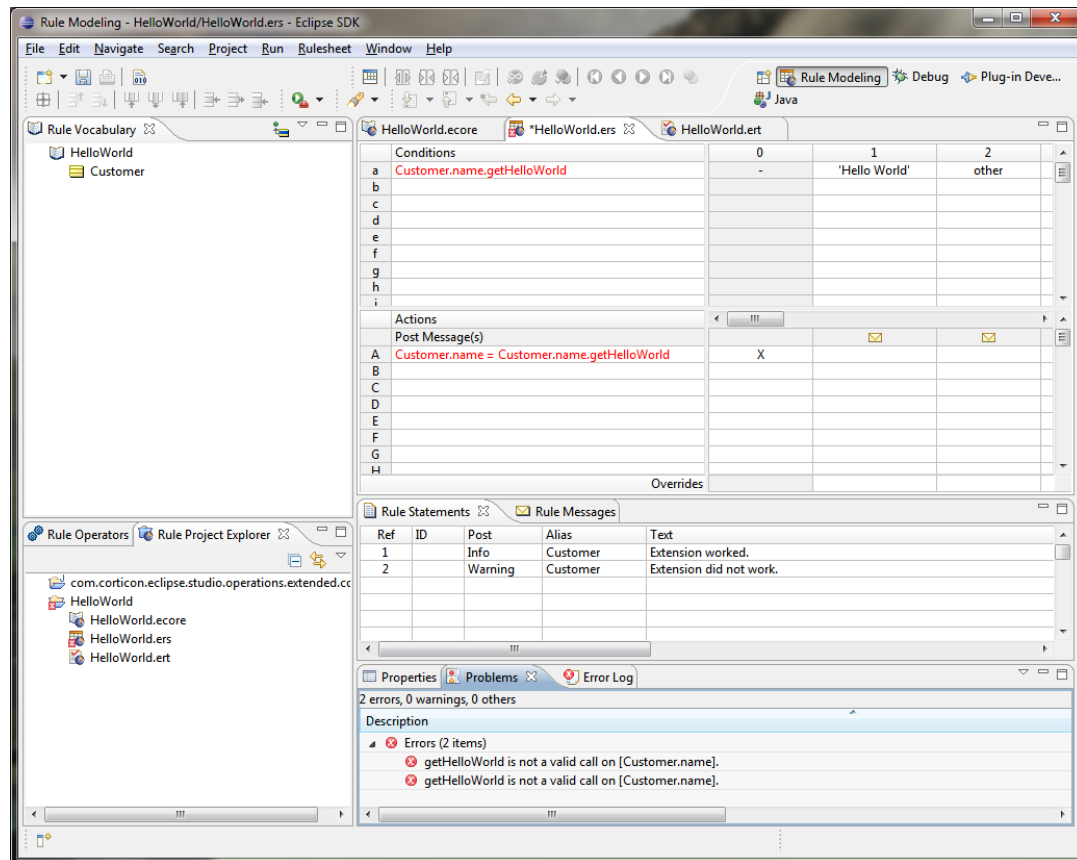 Rule Modeling - HelloWorld/HelloWorld.ers - Eclipse SDK
File Edit Navigate Search Project Run Rulesheet Window Help
Rule Modeling Debug Plug-in Deve...
Java
Rule Vocabulary
HelloWorld
Customer
HelloWorld.ecore *HelloWorld.ers HelloWorld.ert
Conditions 0 1 2
a Customer.name.getHelloWorld - 'Hello World' other
b
c
d
e
f
g
h
i
Actions
Post Message(s)
A Customer.name = Customer.name.getHelloWorld X
B
C
D
E
F
G
H
Overrides
Rule Operators Rule Project Explorer
com.corticon.eclipse.studio.operations.extended.cc
HelloWorld
HelloWorld.ecore
HelloWorld.ers
HelloWorld.ert
Rule Statements Rule Messages
Ref ID Post Alias Text
1 Info Customer Extension worked.
2 Warning Customer Extension did not work.
Properties Problems Error Log
2 errors, 0 warnings, 0 others
Description
Errors (2 items)
getHelloWorld is not a valid call on [Customer.name].
getHelloWorld is not a valid call on [Customer.name].